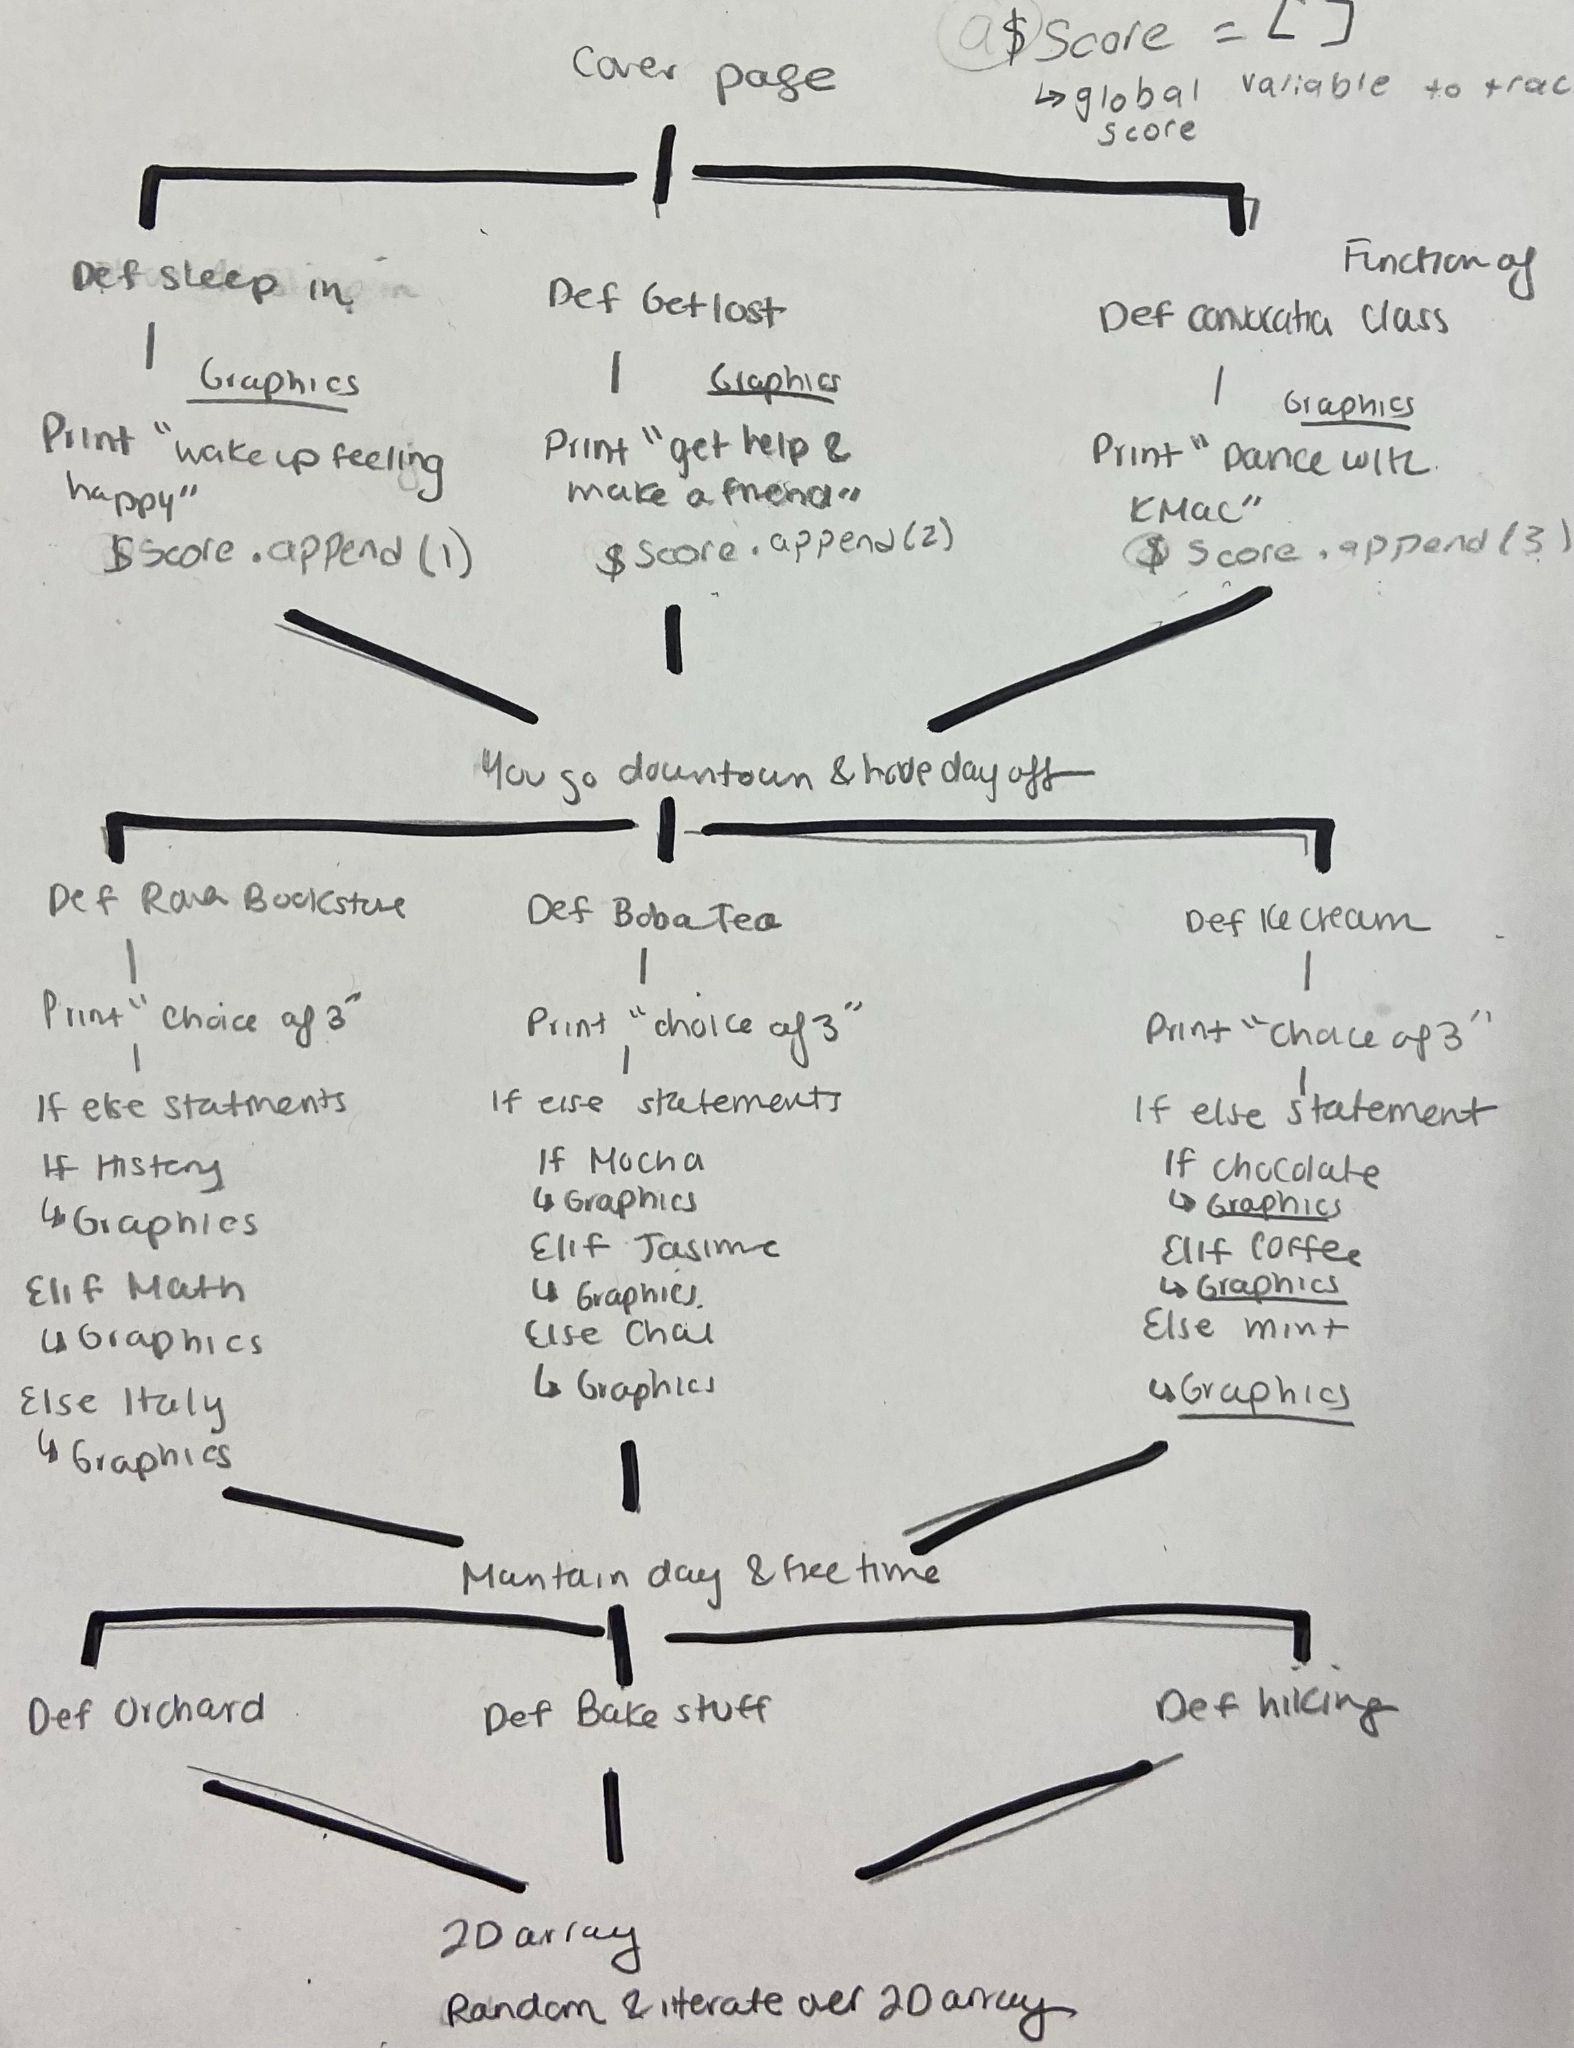 $Score = []
Cover page
↳ global variable to trac
score
Def sleep in
Def Get lost
Function of
Def class
Graphics
Graphics
Graphics
Print "wake up feeling
happy"
$score.append(1)
Print "get help &
make a friend"
$score.append(2)
Print "Dance with
KMac"
$ score.append(3)
You go downtown & have day off
Def Bookstore
Def Boba Tea
Def Ice cream
Print "choice of 3"
Print "choice of 3"
Print "choice of 3"
If else statments
If History
↳ Graphics
Elif Math
↳ Graphics
Else Italy
↳ Graphics
If else statements
If Mocha
↳ Graphics
Elif Jasime
↳ Graphics.
Else Chai
↳ Graphics
If else statement
If chocolate
↳ Graphics
Elif Coffee
↳ Graphics
Else mint
↳ Graphics
Mantain day & free time
Def Orchard
Def Bake stuff
Def hiking
2D array
Random & iterate over 2D array